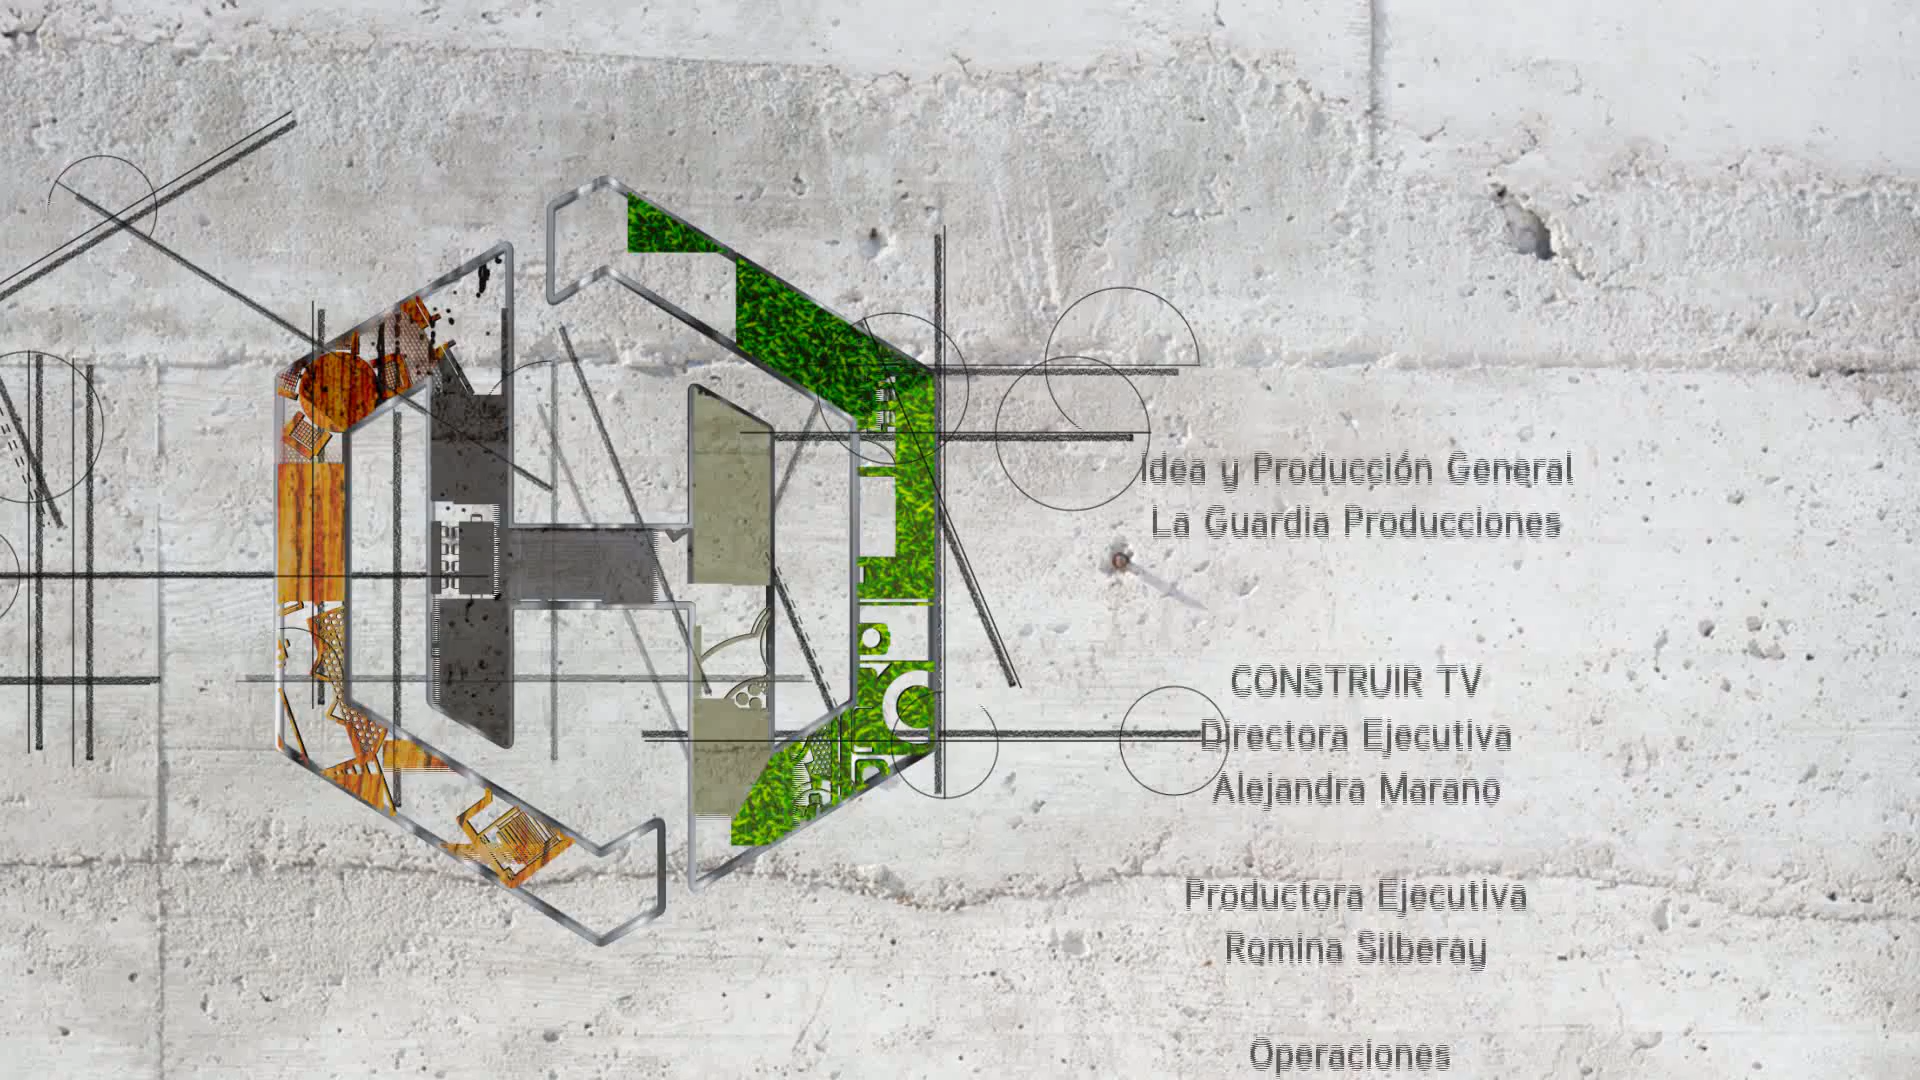 Idea y Producción General
La Guardia Producciones
CONSTRUIR TV
Directora Ejecutiva
Alejandra Marano
Productora Ejecutiva
Romina Silberay
Operaciones